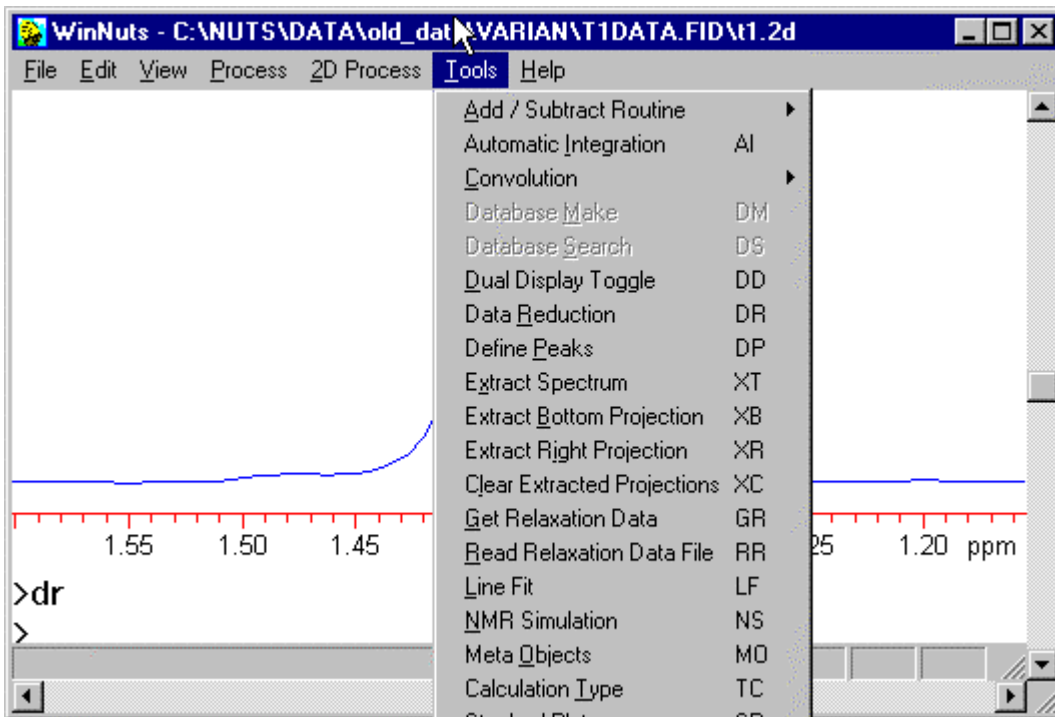 WinNuts - C:\NUTS\DATA\old_dat \VARIAN\T1DATA.FID\t1.2d
File Edit View Process 2D Process Tools Help
Add / Subtract Routine
Automatic Integration AI
Convolution
Database Make DM
Database Search DS
Dual Display Toggle DD
Data Reduction DR
Define Peaks DP
Extract Spectrum XT
Extract Bottom Projection XB
Extract Right Projection XR
Clear Extracted Projections XC
Get Relaxation Data GR
1.55 1.50 1.45 Read Relaxation Data File RR 25 1.20 ppm
>dr Line Fit LF
> NMR Simulation NS
Meta Objects MO
Calculation Type TC